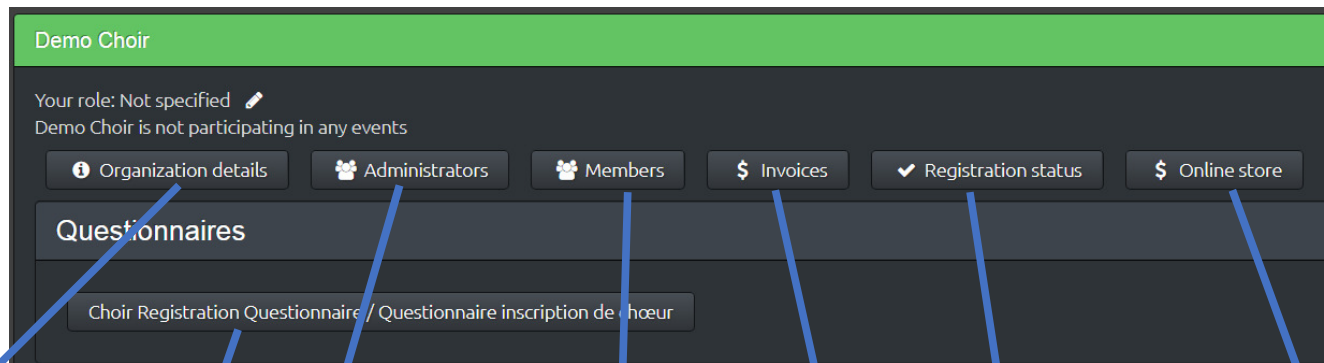 Demo Choir
Your role: Not specified
Demo Choir is not participating in any events
Organization details Administrators Members $ Invoices Registration status $ Online store
Questionnaires
Choir Registration Questionnaire / Questionnaire inscription de chœur